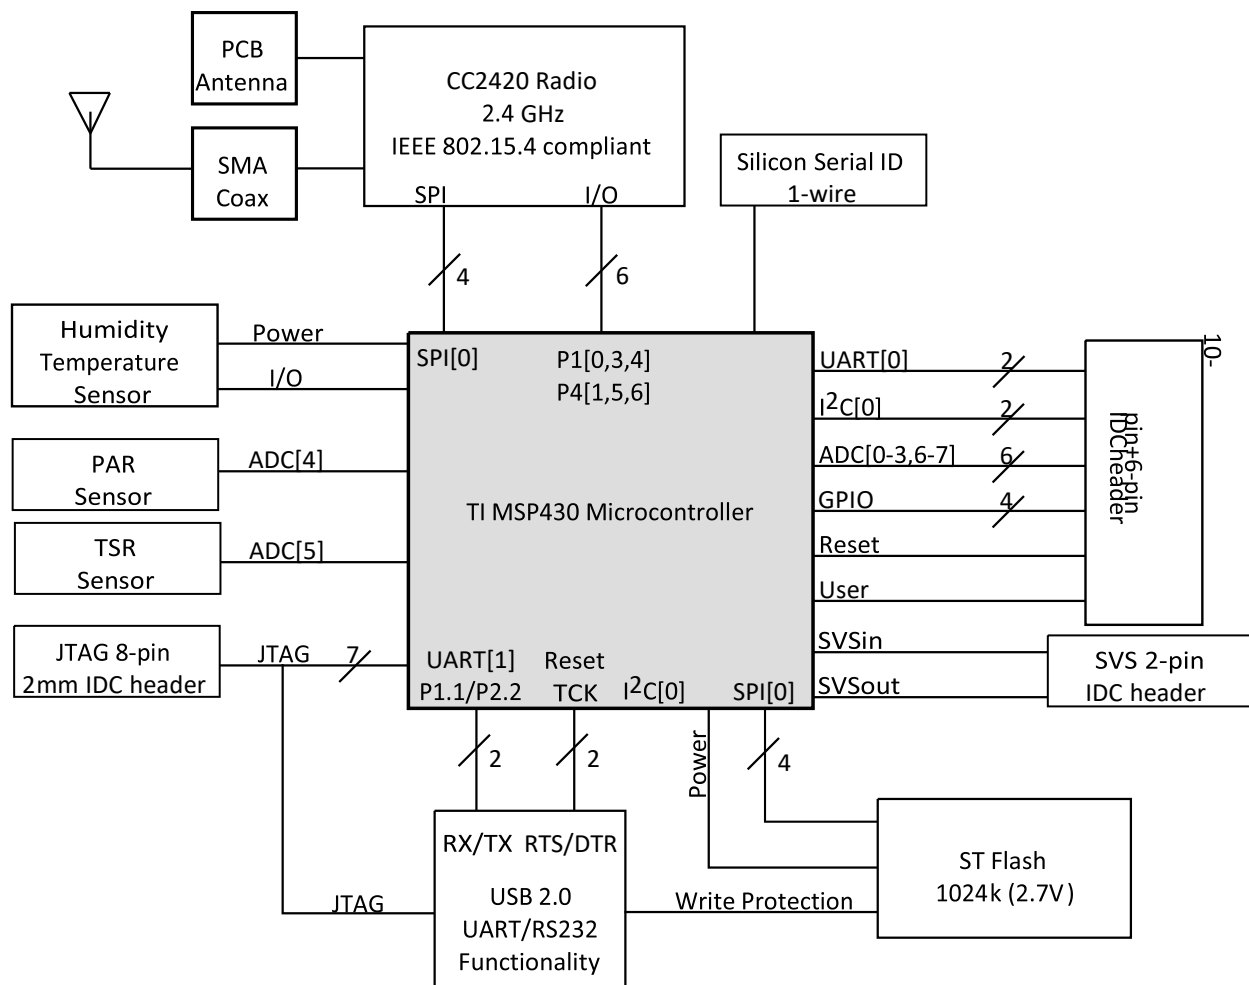 PCB
Antenna
CC2420 Radio
2.4 GHz
IEEE 802.15.4 compliant
SPI
I/O
SMA
Coax
Silicon Serial ID
1-wire
4
6
Humidity
Temperature
Sensor
Power
I/O
SPI[0]
P1[0,3,4]
P4[1,5,6]
UART[0]
2
I2C[0]
2
ADC[0-3,6-7]
6
GPIO
4
Reset
User
10-
pin+6-pin
IDCheader
PAR
Sensor
ADC[4]
TI MSP430 Microcontroller
TSR
Sensor
ADC[5]
JTAG 8-pin
2mm IDC header
JTAG
7
UART[1]
P1.1/P2.2
Reset
TCK
I2C[0]
SPI[0]
SVSin
SVSout
SVS 2-pin
IDC header
2
2
Power
4
RX/TX RTS/DTR
USB 2.0
UART/RS232
Functionality
JTAG
Write Protection
ST Flash
1024k (2.7V)